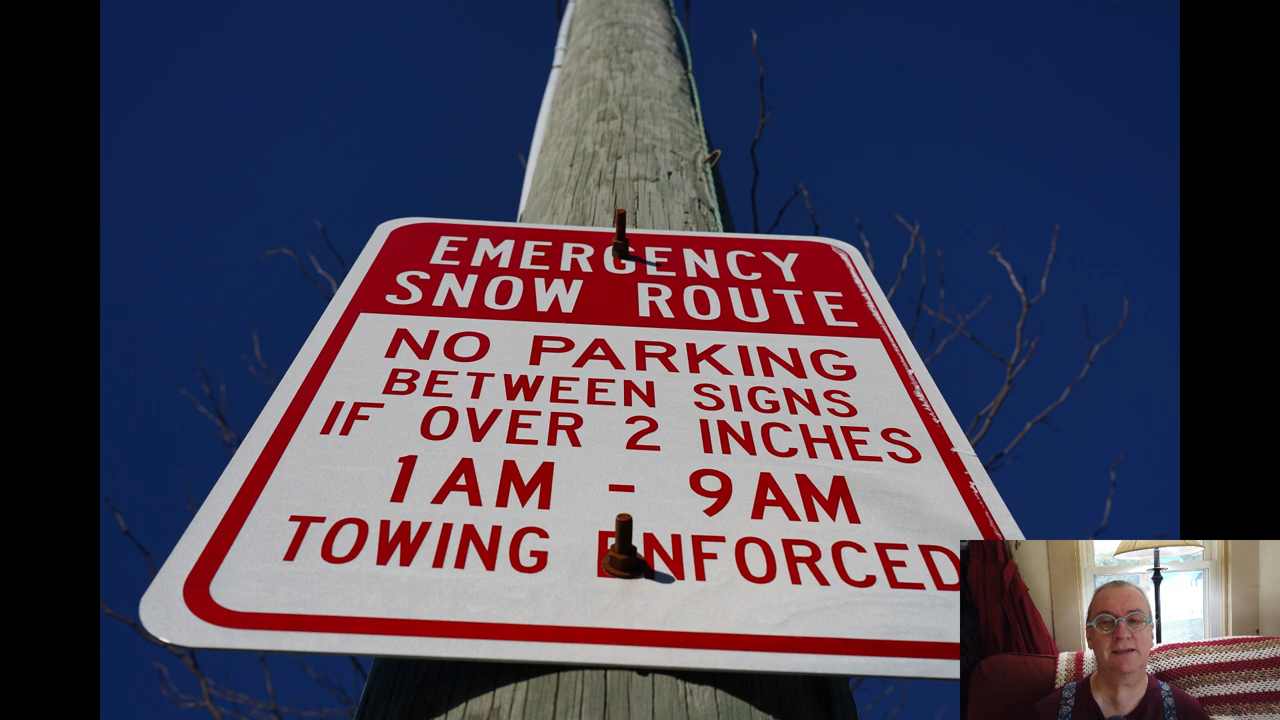 EMERGENCY
SNOW ROUTE
NO PARKING
BETWEEN SIGNS
IF OVER 2 INCHES
1AM - 9AM
TOWING ENFORCED